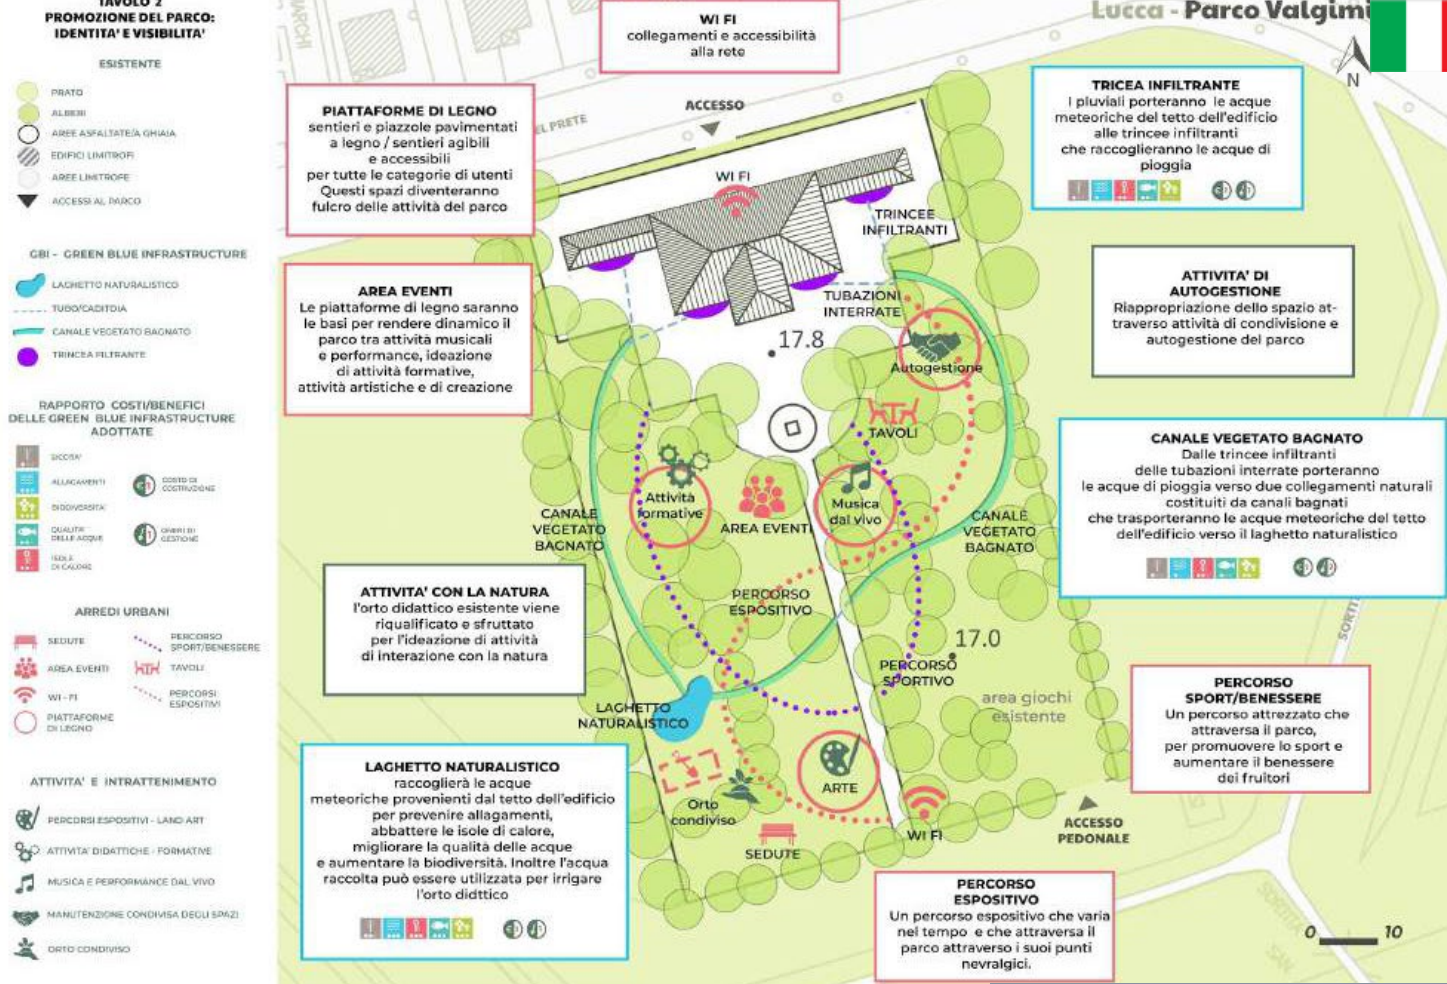 TAVOLO 2
PROMOZIONE DEL PARCO:
IDENTITA' E VISIBILITA'
ESISTENTE
PRATO
ALBERI
AREE ASFALTATE/A GHIAIA
EDIFICI LIMITROFI
AREE LIMITROFE
ACCESSI AL PARCO
GBI - GREEN BLUE INFRASTRUCTURE
LAGHETTO NATURALISTICO
TUBO/CADITOIA
CANALE VEGETATO BAGNATO
TRINCEA FILTRANTE
RAPPORTO COSTI/BENEFICI
DELLE GREEN BLUE INFRASTRUCTURE
ADOTTATE
SICCITA'
ALLAGAMENTI
COSTO DI
COSTRUZIONE
BIODIVERSITA'
QUALITA'
DELLE ACQUE
ONERI DI
GESTIONE
ISOLE
DI CALORE
ARREDI URBANI
SEDUTE
PERCORSO
SPORT/BENESSERE
AREA EVENTI
TAVOLI
WI - FI
PERCORSI
ESPOSITIVI
PIATTAFORME
DI LEGNO
ATTIVITA' E INTRATTENIMENTO
PERCORSI ESPOSITIVI - LAND ART
ATTIVITA' DIDATTICHE - FORMATIVE
MUSICA E PERFORMANCE DAL VIVO
MANUTENZIONE CONDIVISA DEGLI SPAZI
ORTO CONDIVISO
Lucca - Parco Valgimi
N
WI FI
collegamenti e accessibilità
alla rete
PIATTAFORME DI LEGNO
sentieri e piazzole pavimentati
a legno / sentieri agibili
e accessibili
per tutte le categorie di utenti
Questi spazi diventeranno
fulcro delle attività del parco
AREA EVENTI
Le piattaforme di legno saranno
le basi per rendere dinamico il
parco tra attività musicali
e performance, ideazione
di attività formative,
attività artistiche e di creazione
ATTIVITA' CON LA NATURA
l'orto didattico esistente viene
riqualificato e sfruttato
per l'ideazione di attività
di interazione con la natura
LAGHETTO NATURALISTICO
raccoglierà le acque
meteoriche provenienti dal tetto dell'edificio
per prevenire allagamenti,
abbattere le isole di calore,
migliorare la qualità delle acque
e aumentare la biodiversità. Inoltre l'acqua
raccolta può essere utilizzata per irrigare
l'orto didttico
VARCHI
EL PRETE
ACCESSO
WI FI
TRINCEE
INFILTRANTI
TUBAZIONI
INTERRATE
17.8
Autogestione
TAVOLI
Attività
formative
AREA EVENTI
Musica
dal vivo
CANALE
VEGETATO
BAGNATO
CANALE
VEGETATO
BAGNATO
PERCORSO
ESPOSITIVO
17.0
PERCORSO
SPORTIVO
area giochi
esistente
LAGHETTO
NATURALISTICO
ARTE
Orto
condiviso
SEDUTE
WI FI
ACCESSO
PEDONALE
TRICEA INFILTRANTE
I pluviali porteranno le acque
meteoriche del tetto dell'edificio
alle trincee infiltranti
che raccoglieranno le acque di
pioggia
ATTIVITA' DI
AUTOGESTIONE
Riappropriazione dello spazio at-
traverso attività di condivisione e
autogestione del parco
CANALE VEGETATO BAGNATO
Dalle trincee infiltranti
delle tubazioni interrate porteranno
le acque di pioggia verso due collegamenti naturali
costituiti da canali bagnati
che trasporteranno le acque meteoriche del tetto
dell'edificio verso il laghetto naturalistico
PERCORSO
SPORT/BENESSERE
Un percorso attrezzato che
attraversa il parco,
per promuovere lo sport e
aumentare il benessere
dei fruitori
PERCORSO
ESPOSITIVO
Un percorso espositivo che varia
nel tempo e che attraversa il
parco attraverso i suoi punti
nevralgici.
0 10